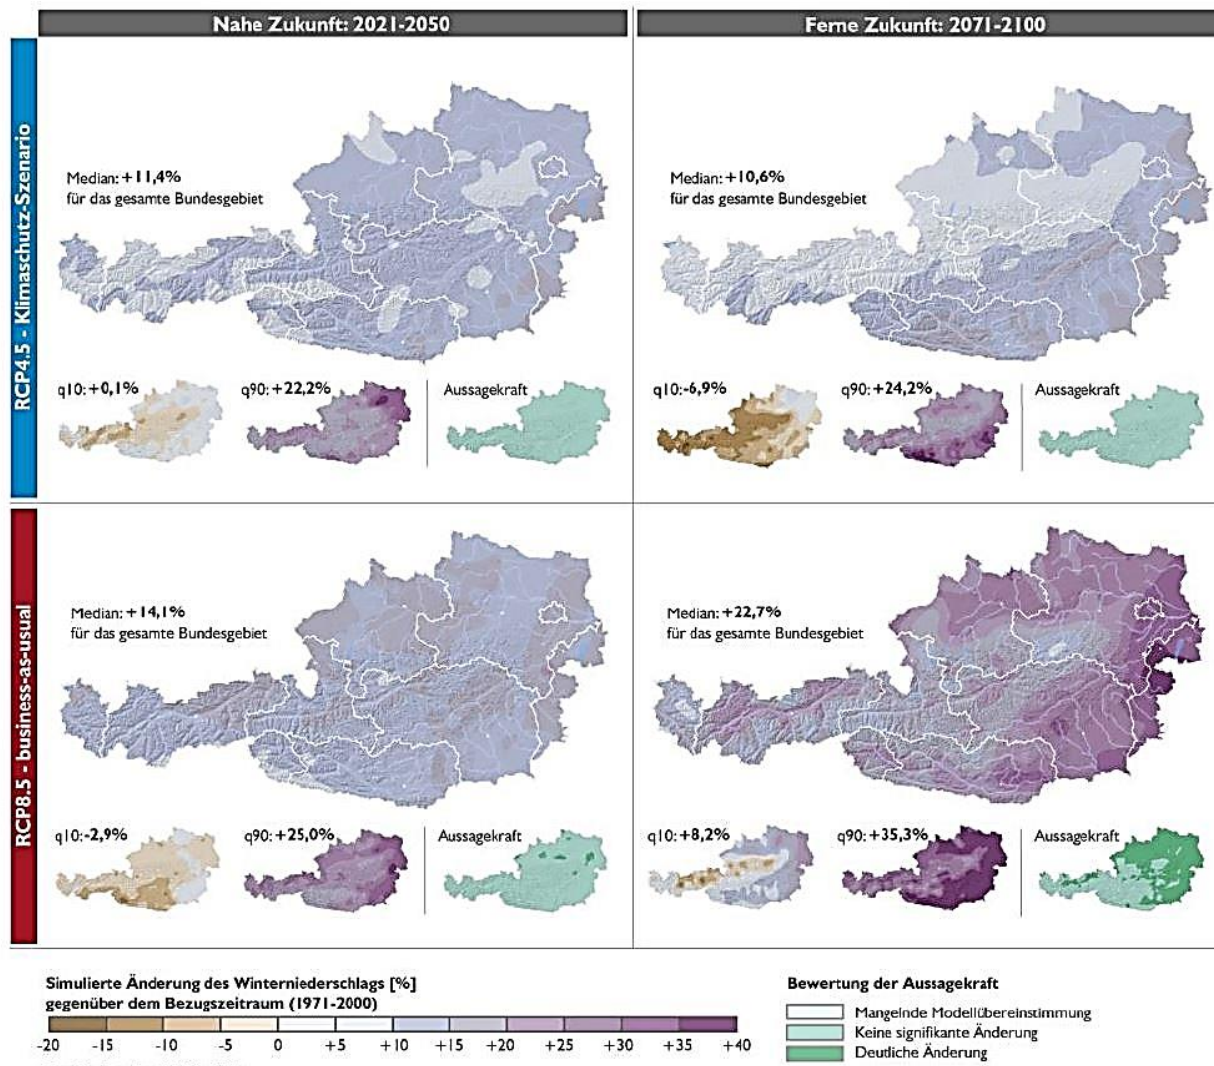 Nahe Zukunft: 2021-2050
Ferne Zukunft: 2071-2100
RCP4.5 - Klimaschutz-Szenario
Median: +11,4%
für das gesamte Bundesgebiet
q10: +0,1%
q90: +22,2%
Aussagekraft
Median: +10,6%
für das gesamte Bundesgebiet
q10: -6,9%
q90: +24,2%
Aussagekraft
RCP8.5 - business-as-usual
Median: +14,1%
für das gesamte Bundesgebiet
q10: -2,9%
q90: +25,0%
Aussagekraft
Median: +22,7%
für das gesamte Bundesgebiet
q10: +8,2%
q90: +35,3%
Aussagekraft
Simulierte Änderung des Winterniederschlags [%]
gegenüber dem Bezugszeitraum (1971-2000)
-20 -15 -10 -5 0 +5 +10 +15 +20 +25 +30 +35 +40
Bewertung der Aussagekraft
Mangelnde Modellübereinstimmung
Keine signifikante Änderung
Deutliche Änderung